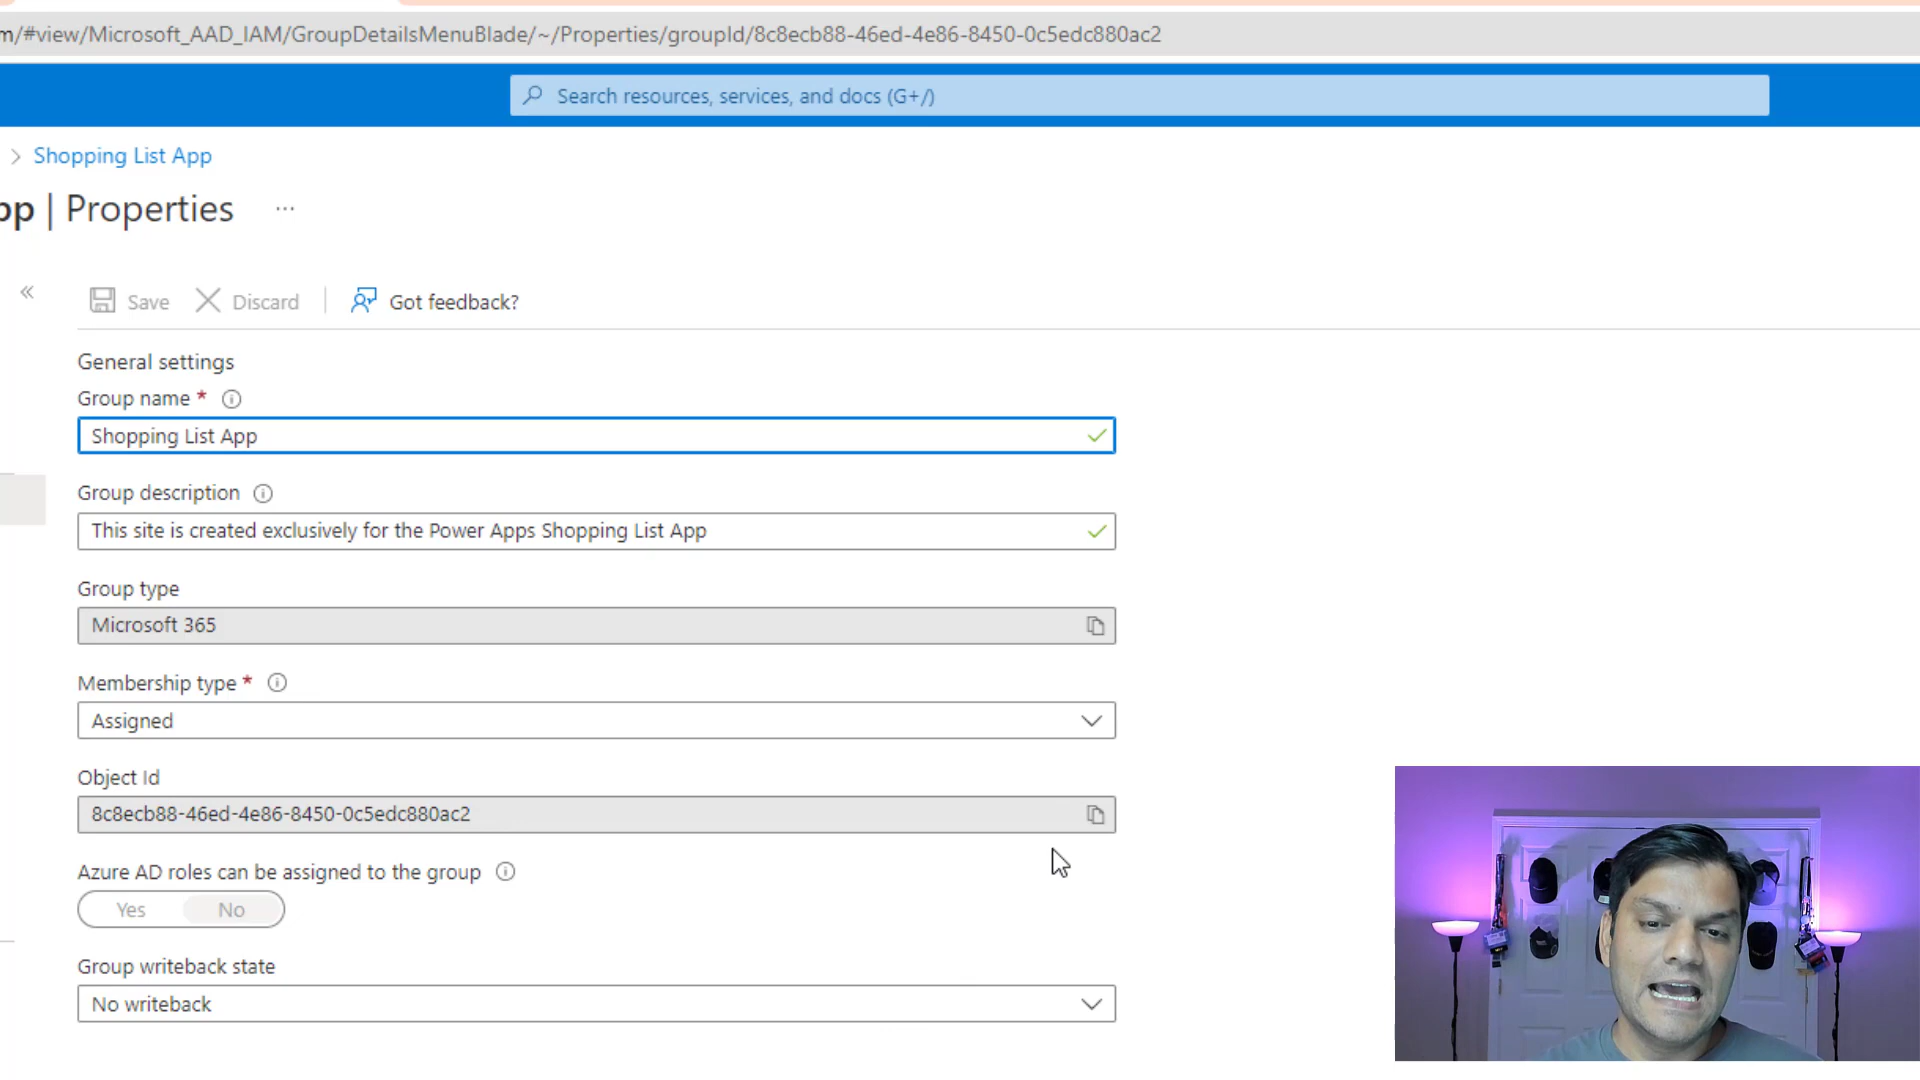 m/#view/Microsoft_AAD_IAM/GroupDetailsMenuBlade/~/Properties/groupId/8c8ecb88-46ed-4e86-8450-0c5edc880ac2
Search resources, services, and docs (G+/)
> Shopping List App
pp | Properties ...
« Save Discard Got feedback?
General settings
Group name *
Shopping List App
Group description
This site is created exclusively for the Power Apps Shopping List App
Group type
Microsoft 365
Membership type *
Assigned
Object Id
8c8ecb88-46ed-4e86-8450-0c5edc880ac2
Azure AD roles can be assigned to the group
Yes No
Group writeback state
No writeback